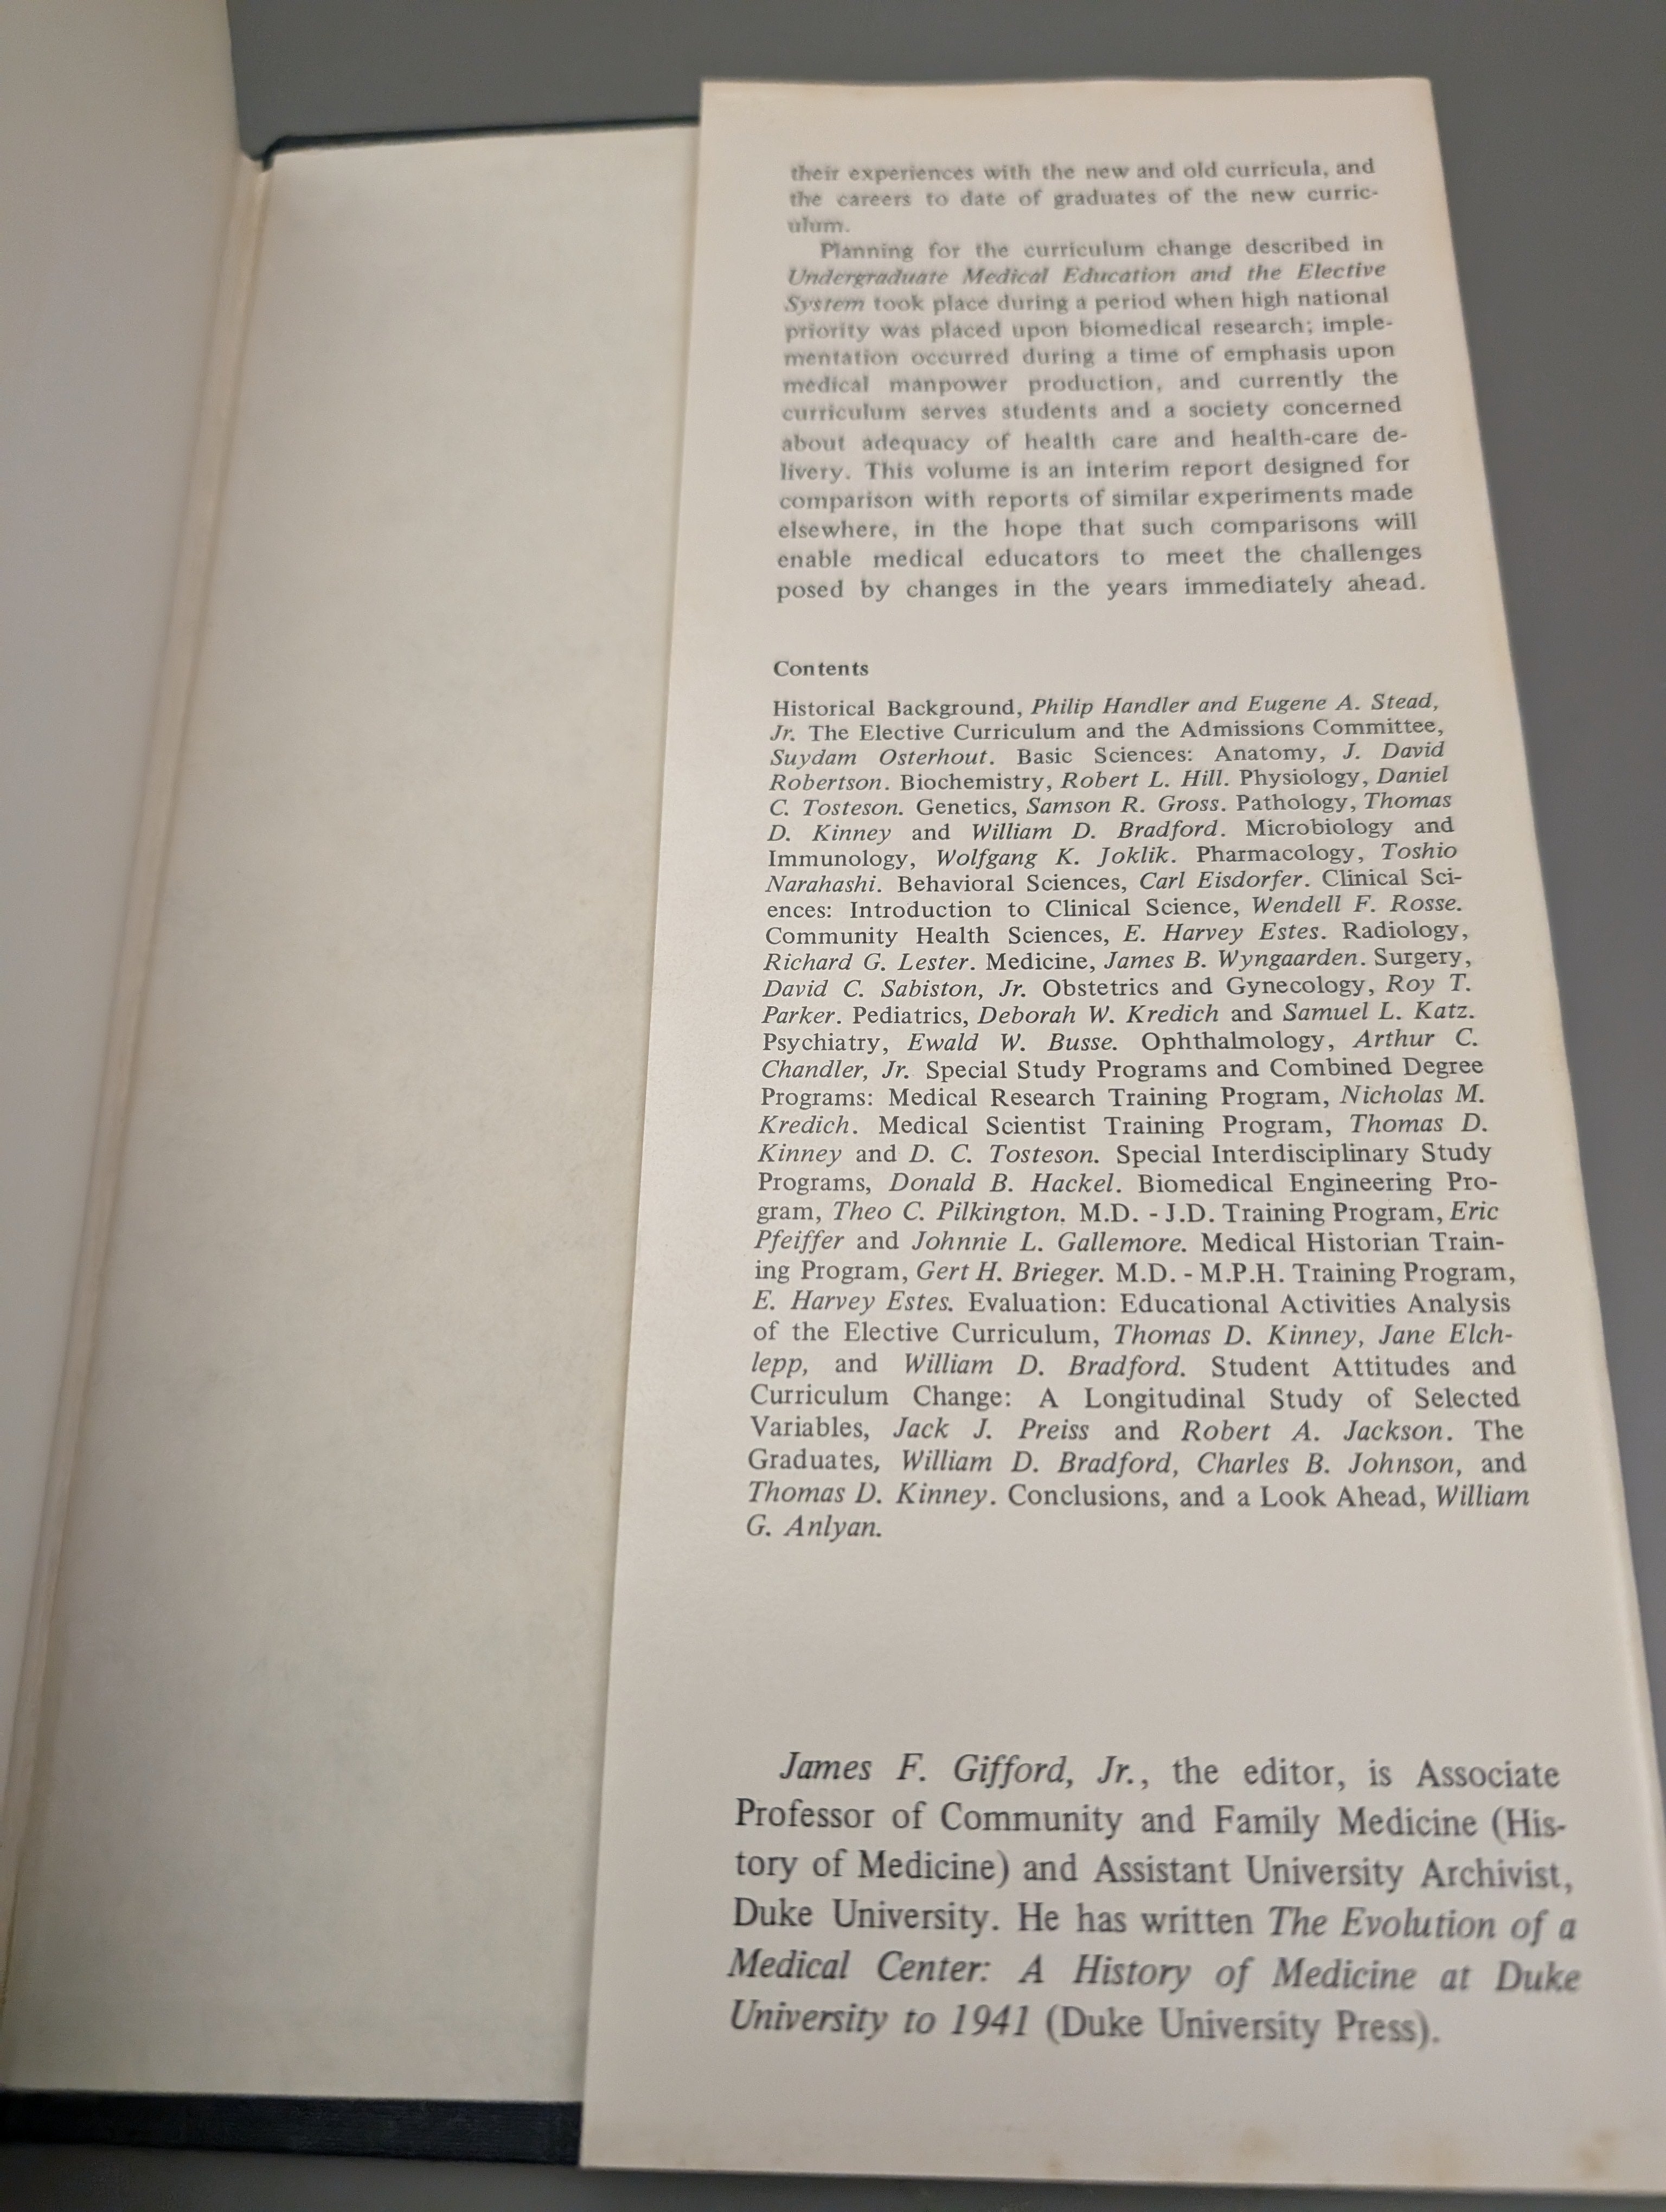 their experiences with the new and old curricula, and
the careers to date of graduates of the new curric-
ulum.
Planning for the curriculum change described in
Undergraduate Medical Education and the Elective
System took place during a period when high national
priority was placed upon biomedical research; imple-
mentation occurred during a time of emphasis upon
medical manpower production, and currently the
curriculum serves students and a society concerned
about adequacy of health care and health-care de-
livery. This volume is an interim report designed for
comparison with reports of similar experiments made
elsewhere, in the hope that such comparisons will
enable medical educators to meet the challenges
posed by changes in the years immediately ahead.
Contents
Historical Background, Philip Handler and Eugene A. Stead,
Jr. The Elective Curriculum and the Admissions Committee,
Suydam Osterhout. Basic Sciences: Anatomy, J. David
Robertson. Biochemistry, Robert L. Hill. Physiology, Daniel
C. Tosteson. Genetics, Samson R. Gross. Pathology, Thomas
D. Kinney and William D. Bradford. Microbiology and
Immunology, Wolfgang K. Joklik. Pharmacology, Toshio
Narahashi. Behavioral Sciences, Carl Eisdorfer. Clinical Sci-
ences: Introduction to Clinical Science, Wendell F. Rosse.
Community Health Sciences, E. Harvey Estes. Radiology,
Richard G. Lester. Medicine, James B. Wyngaarden. Surgery,
David C. Sabiston, Jr. Obstetrics and Gynecology, Roy T.
Parker. Pediatrics, Deborah W. Kredich and Samuel L. Katz.
Psychiatry, Ewald W. Busse. Ophthalmology, Arthur C.
Chandler, Jr. Special Study Programs and Combined Degree
Programs: Medical Research Training Program, Nicholas M.
Kredich. Medical Scientist Training Program, Thomas D.
Kinney and D. C. Tosteson. Special Interdisciplinary Study
Programs, Donald B. Hackel. Biomedical Engineering Pro-
gram, Theo C. Pilkington. M.D. - J.D. Training Program, Eric
Pfeiffer and Johnnie L. Gallemore. Medical Historian Train-
ing Program, Gert H. Brieger. M.D. - M.P.H. Training Program,
E. Harvey Estes. Evaluation: Educational Activities Analysis
of the Elective Curriculum, Thomas D. Kinney, Jane Elch-
lepp, and William D. Bradford. Student Attitudes and
Curriculum Change: A Longitudinal Study of Selected
Variables, Jack J. Preiss and Robert A. Jackson. The
Graduates, William D. Bradford, Charles B. Johnson, and
Thomas D. Kinney. Conclusions, and a Look Ahead, William
G. Anlyan.
James F. Gifford, Jr., the editor, is Associate
Professor of Community and Family Medicine (His-
tory of Medicine) and Assistant University Archivist,
Duke University. He has written The Evolution of a
Medical Center: A History of Medicine at Duke
University to 1941 (Duke University Press).